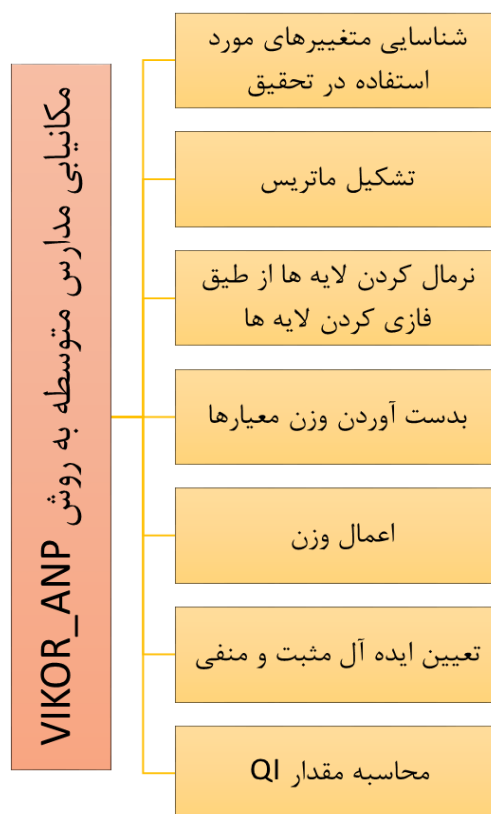 مکانیابی مدارس متوسطه به روش VIKOR_ANP
شناسایی متغییرهای مورد
استفاده در تحقیق
تشکیل ماتریس
نرمال کردن لایه ها از طیق
فازی کردن لایه ها
بدست آوردن وزن معیارها
اعمال وزن
تعیین ایده آل مثبت و منفی
محاسبه مقدار QI